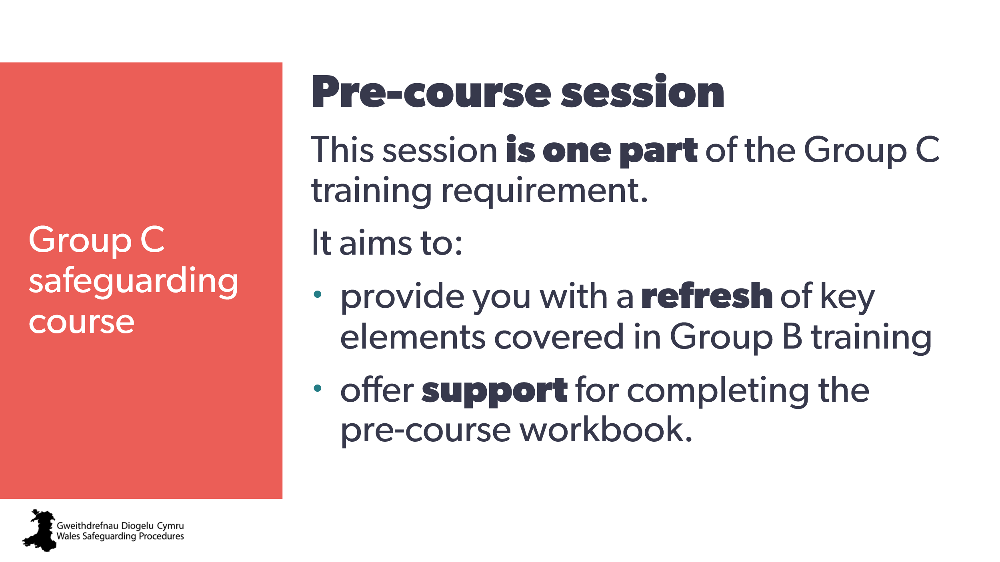 Group C
safeguarding
course
Pre-course session
This session is one part of the Group C
training requirement.
It aims to:
• provide you with a refresh of key
elements covered in Group B training
• offer support for completing the
pre-course workbook.
Gweithdrefnau Diogelu Cymru
Wales Safeguarding Procedures